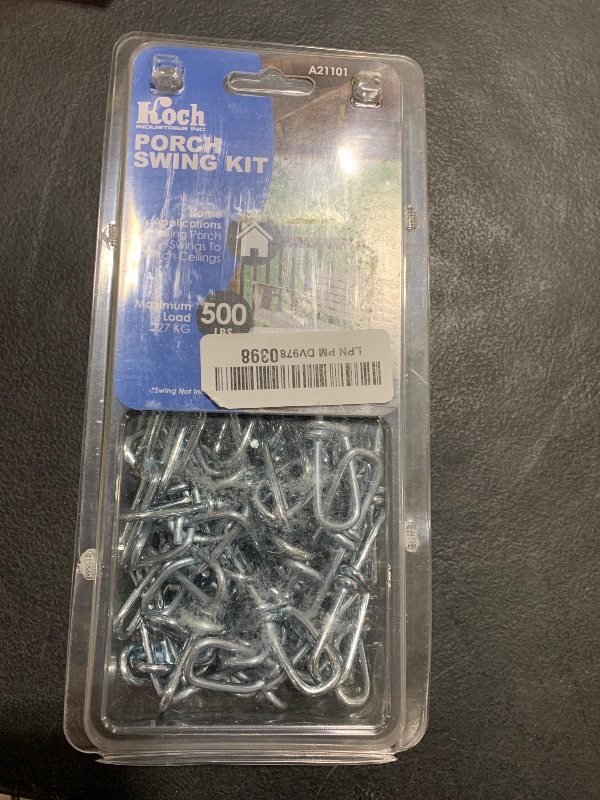 A21101
Koch
INDUSTRIES INC
PORCH
SWING KIT
Home
Applications
Porch
Swings To
Ceilings
Maximum
Load
227 KG
500
LBS
LPN PM DV9780398
*Swing Not